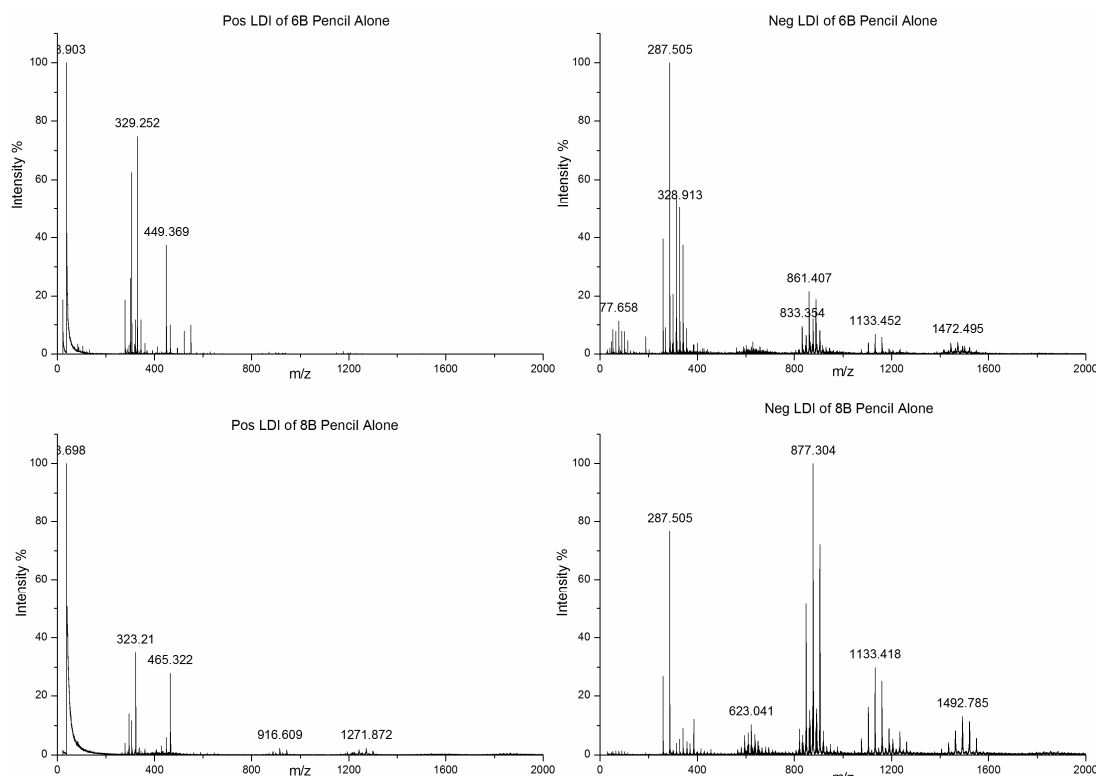 Pos LDI of 6B Pencil Alone
Intensity %
100
80
60
40
20
0
329.252
449.369
0 400 800 1200 1600 2000
m/z
Neg LDI of 6B Pencil Alone
Intensity %
100
80
60
40
20
0
287.505
328.913
77.658
861.407
833.354
1133.452
1472.495
0 400 800 1200 1600 2000
m/z
Pos LDI of 8B Pencil Alone
Intensity %
100
80
60
40
20
0
323.21
465.322
916.609
1271.872
0 400 800 1200 1600 2000
m/z
Neg LDI of 8B Pencil Alone
Intensity %
100
80
60
40
20
0
877.304
287.505
623.041
1133.418
1492.785
0 400 800 1200 1600 2000
m/z